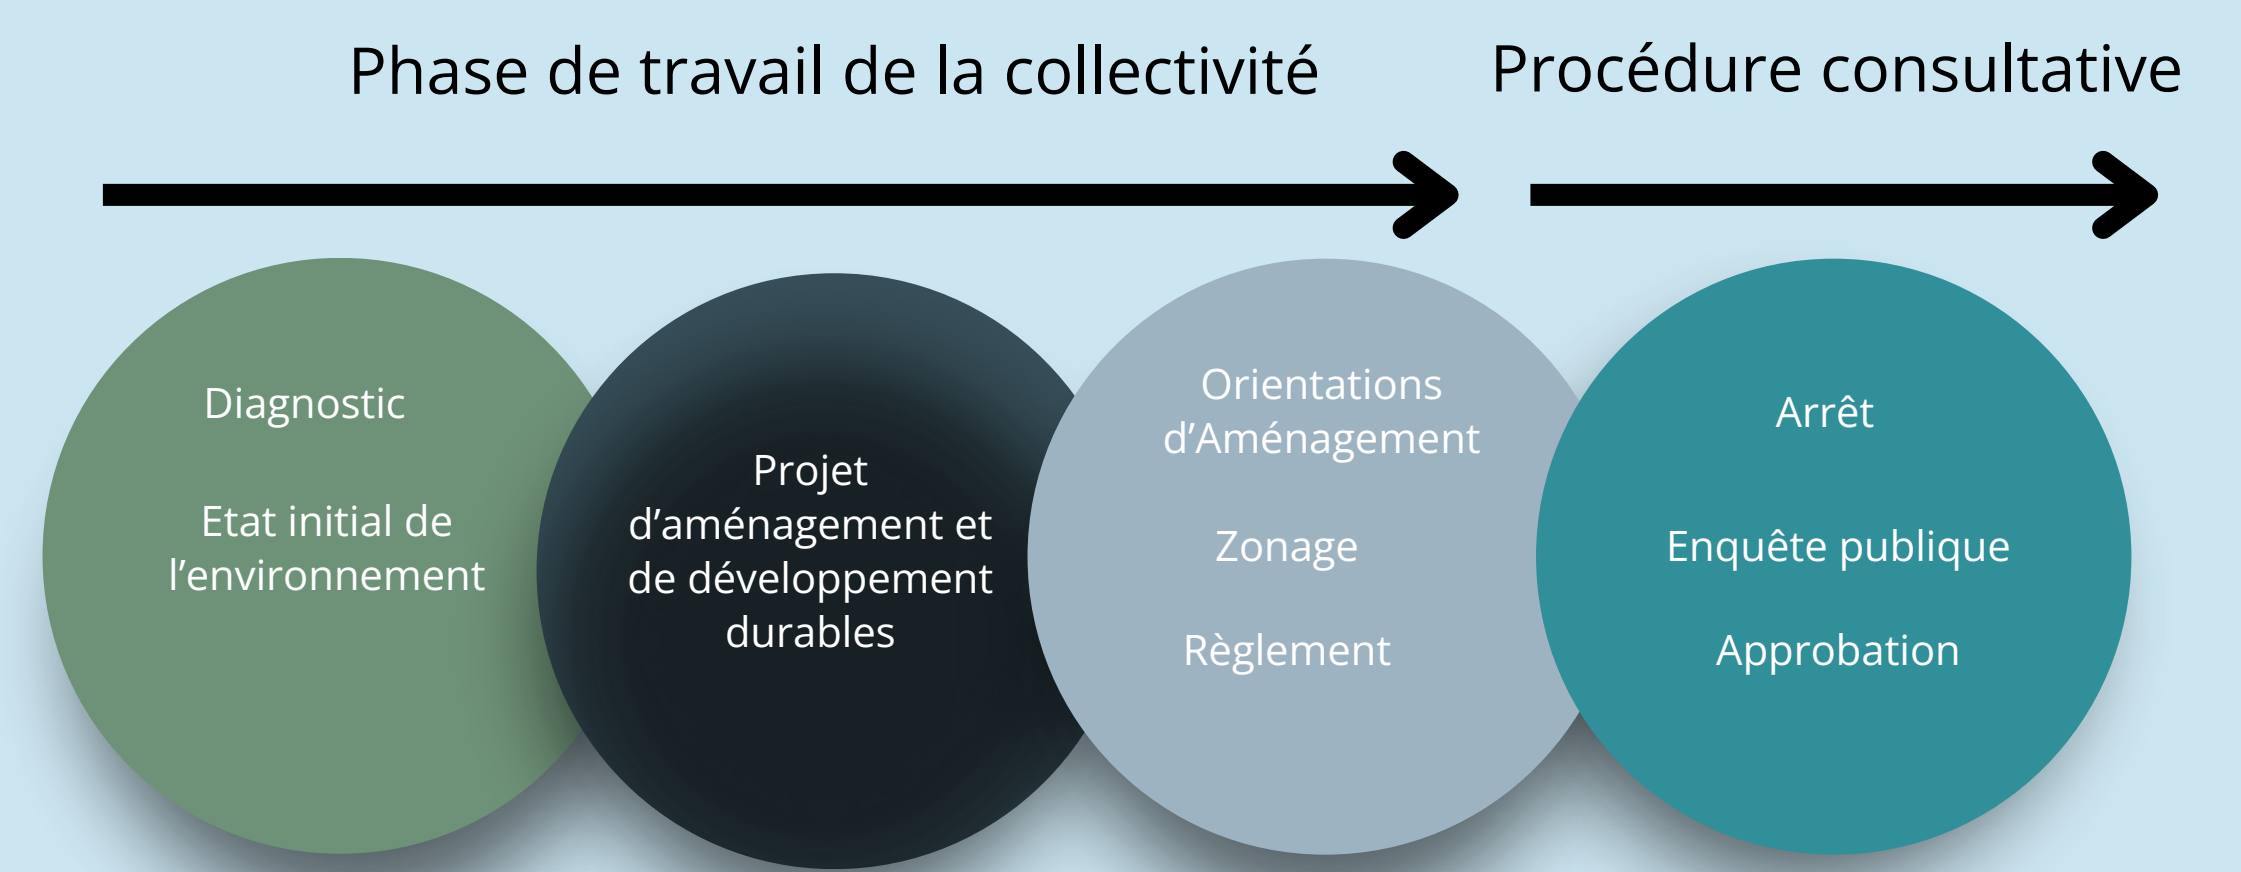 Phase de travail de la collectivité
Procédure consultative
Diagnostic
Etat initial de
l’environnement
Projet
d’aménagement et
de développement
durables
Orientations
d’Aménagement
Zonage
Règlement
Arrêt
Enquête publique
Approbation